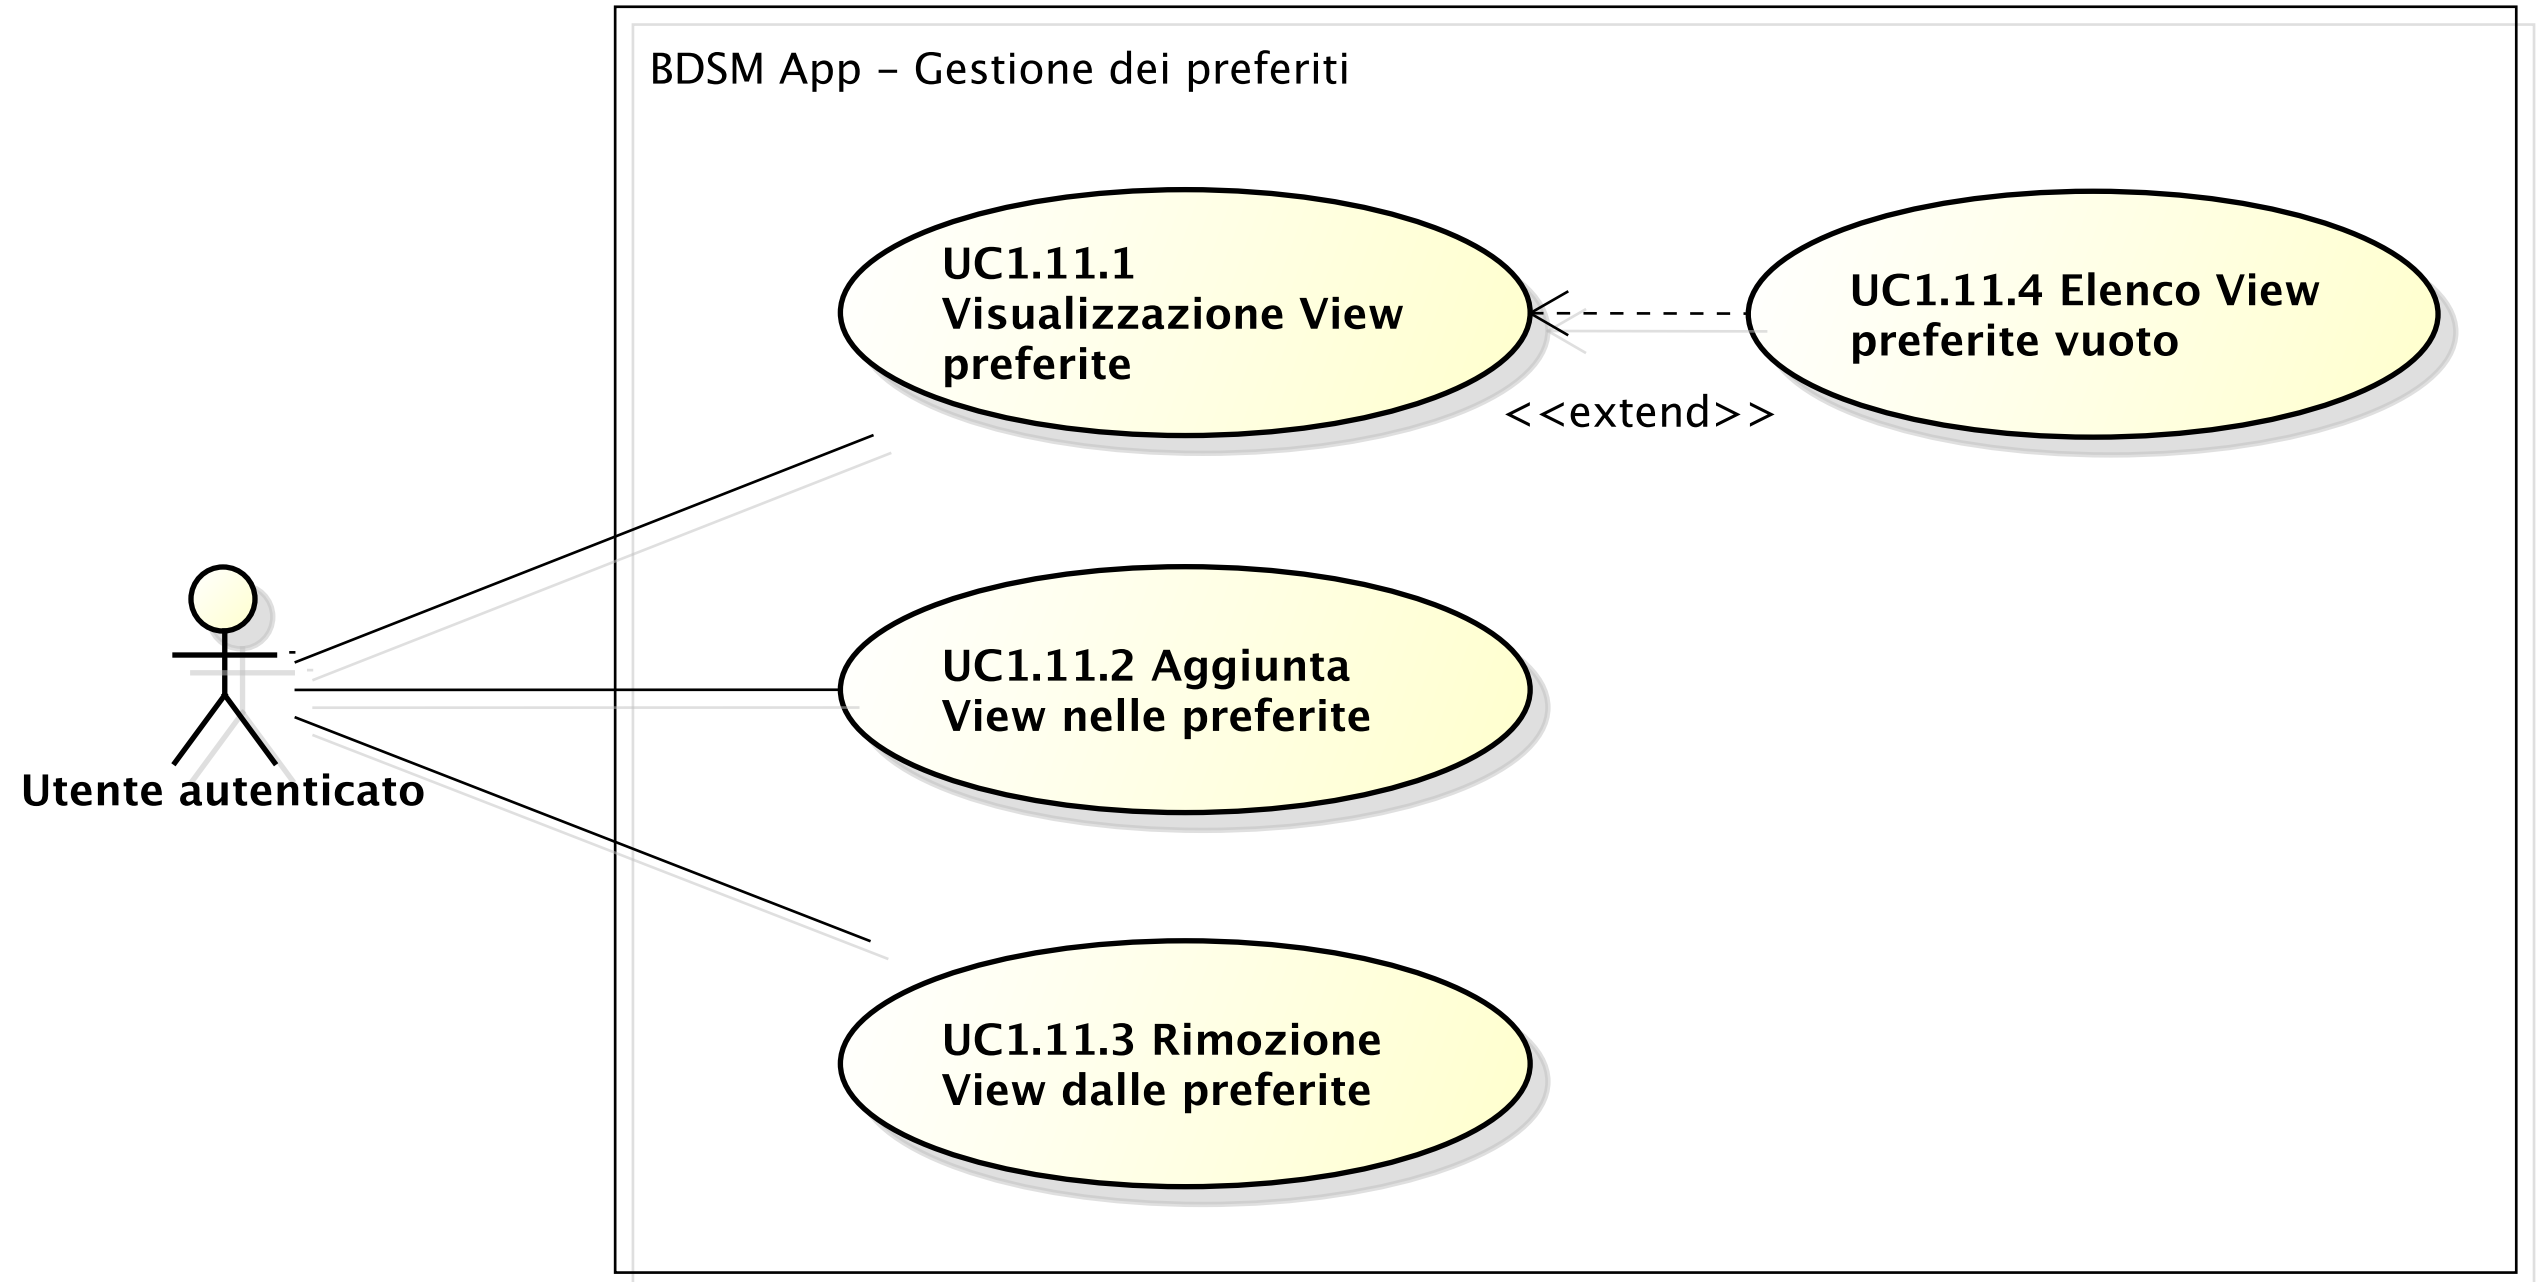 BDSM App – Gestione dei preferiti
UC1.11.1
Visualizzazione View
preferite
UC1.11.4 Elenco View
preferite vuoto
<<extend>>
UC1.11.2 Aggiunta
View nelle preferite
Utente autenticato
UC1.11.3 Rimozione
View dalle preferite